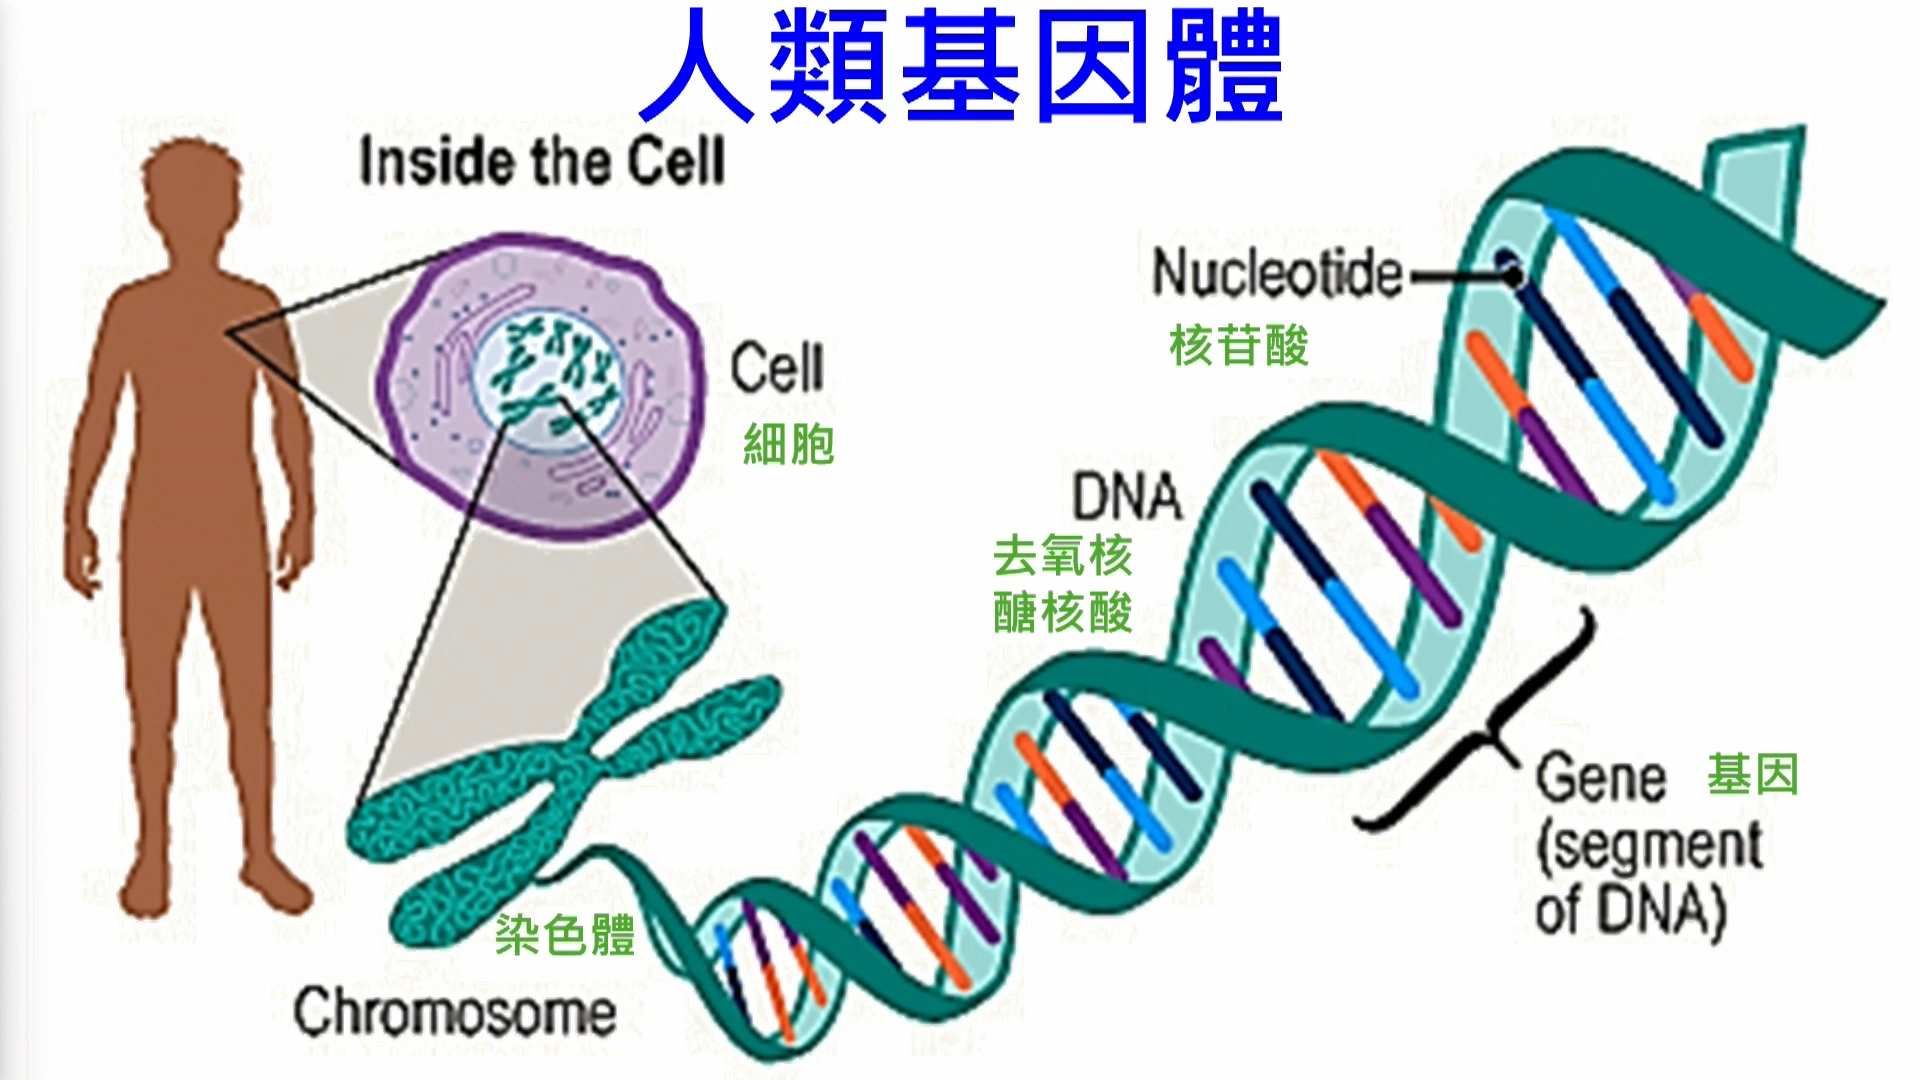 人類基因體
Inside the Cell
Cell
細胞
Nucleotide
核苷酸
DNA
去氧核
醣核酸
Gene
基因
(segment
of DNA)
染色體
Chromosome